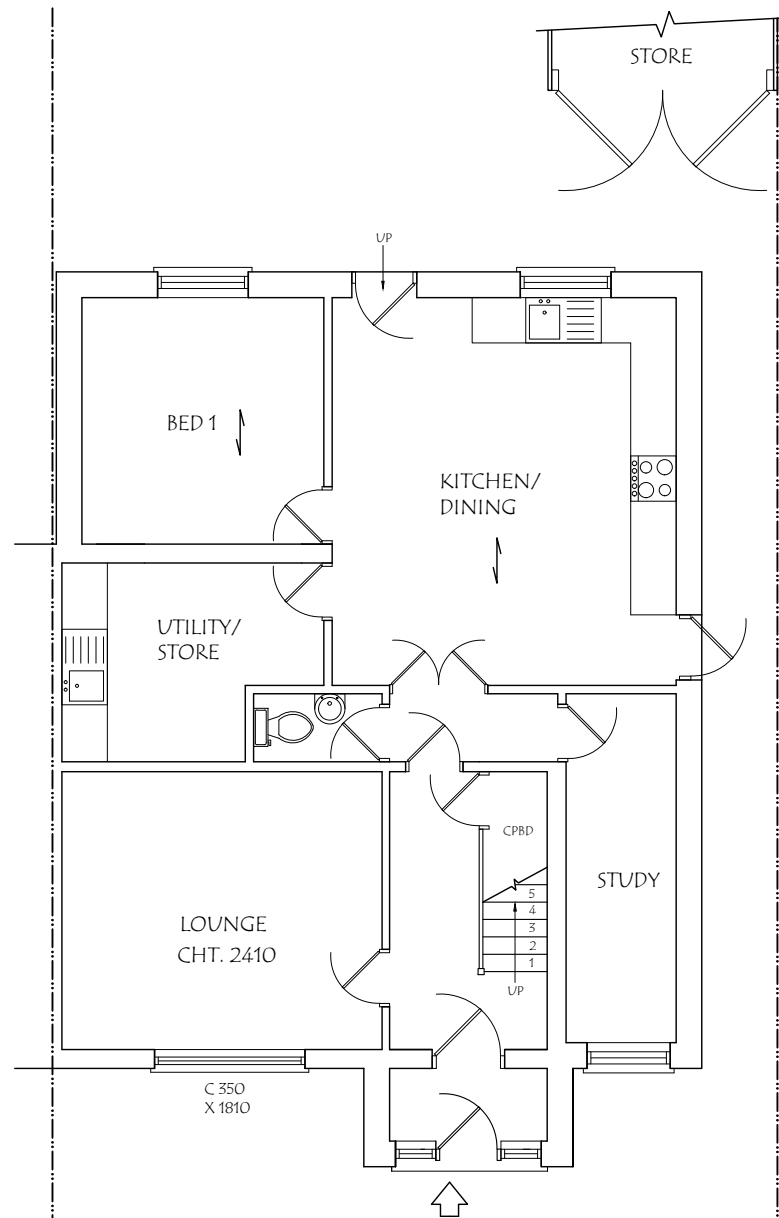 STORE
UP
BED 1
KITCHEN/
DINING
UTILITY/
STORE
CPBD
STUDY
5
4
3
2
1
LOUNGE
CHT. 2410
UP
C 350
X 1810